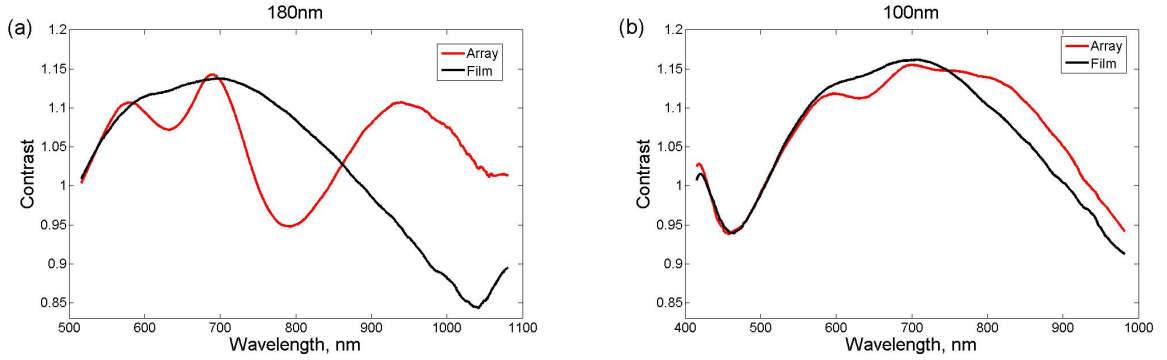 180nm
(a)
1.2
1.15
1.1
1.05
1
0.95
0.9
0.85
Contrast
Array
Film
500 600 700 800 900 1000 1100
Wavelength, nm
100nm
(b)
1.2
1.15
1.1
1.05
1
0.95
0.9
0.85
Contrast
Array
Film
400 500 600 700 800 900 1000
Wavelength, nm